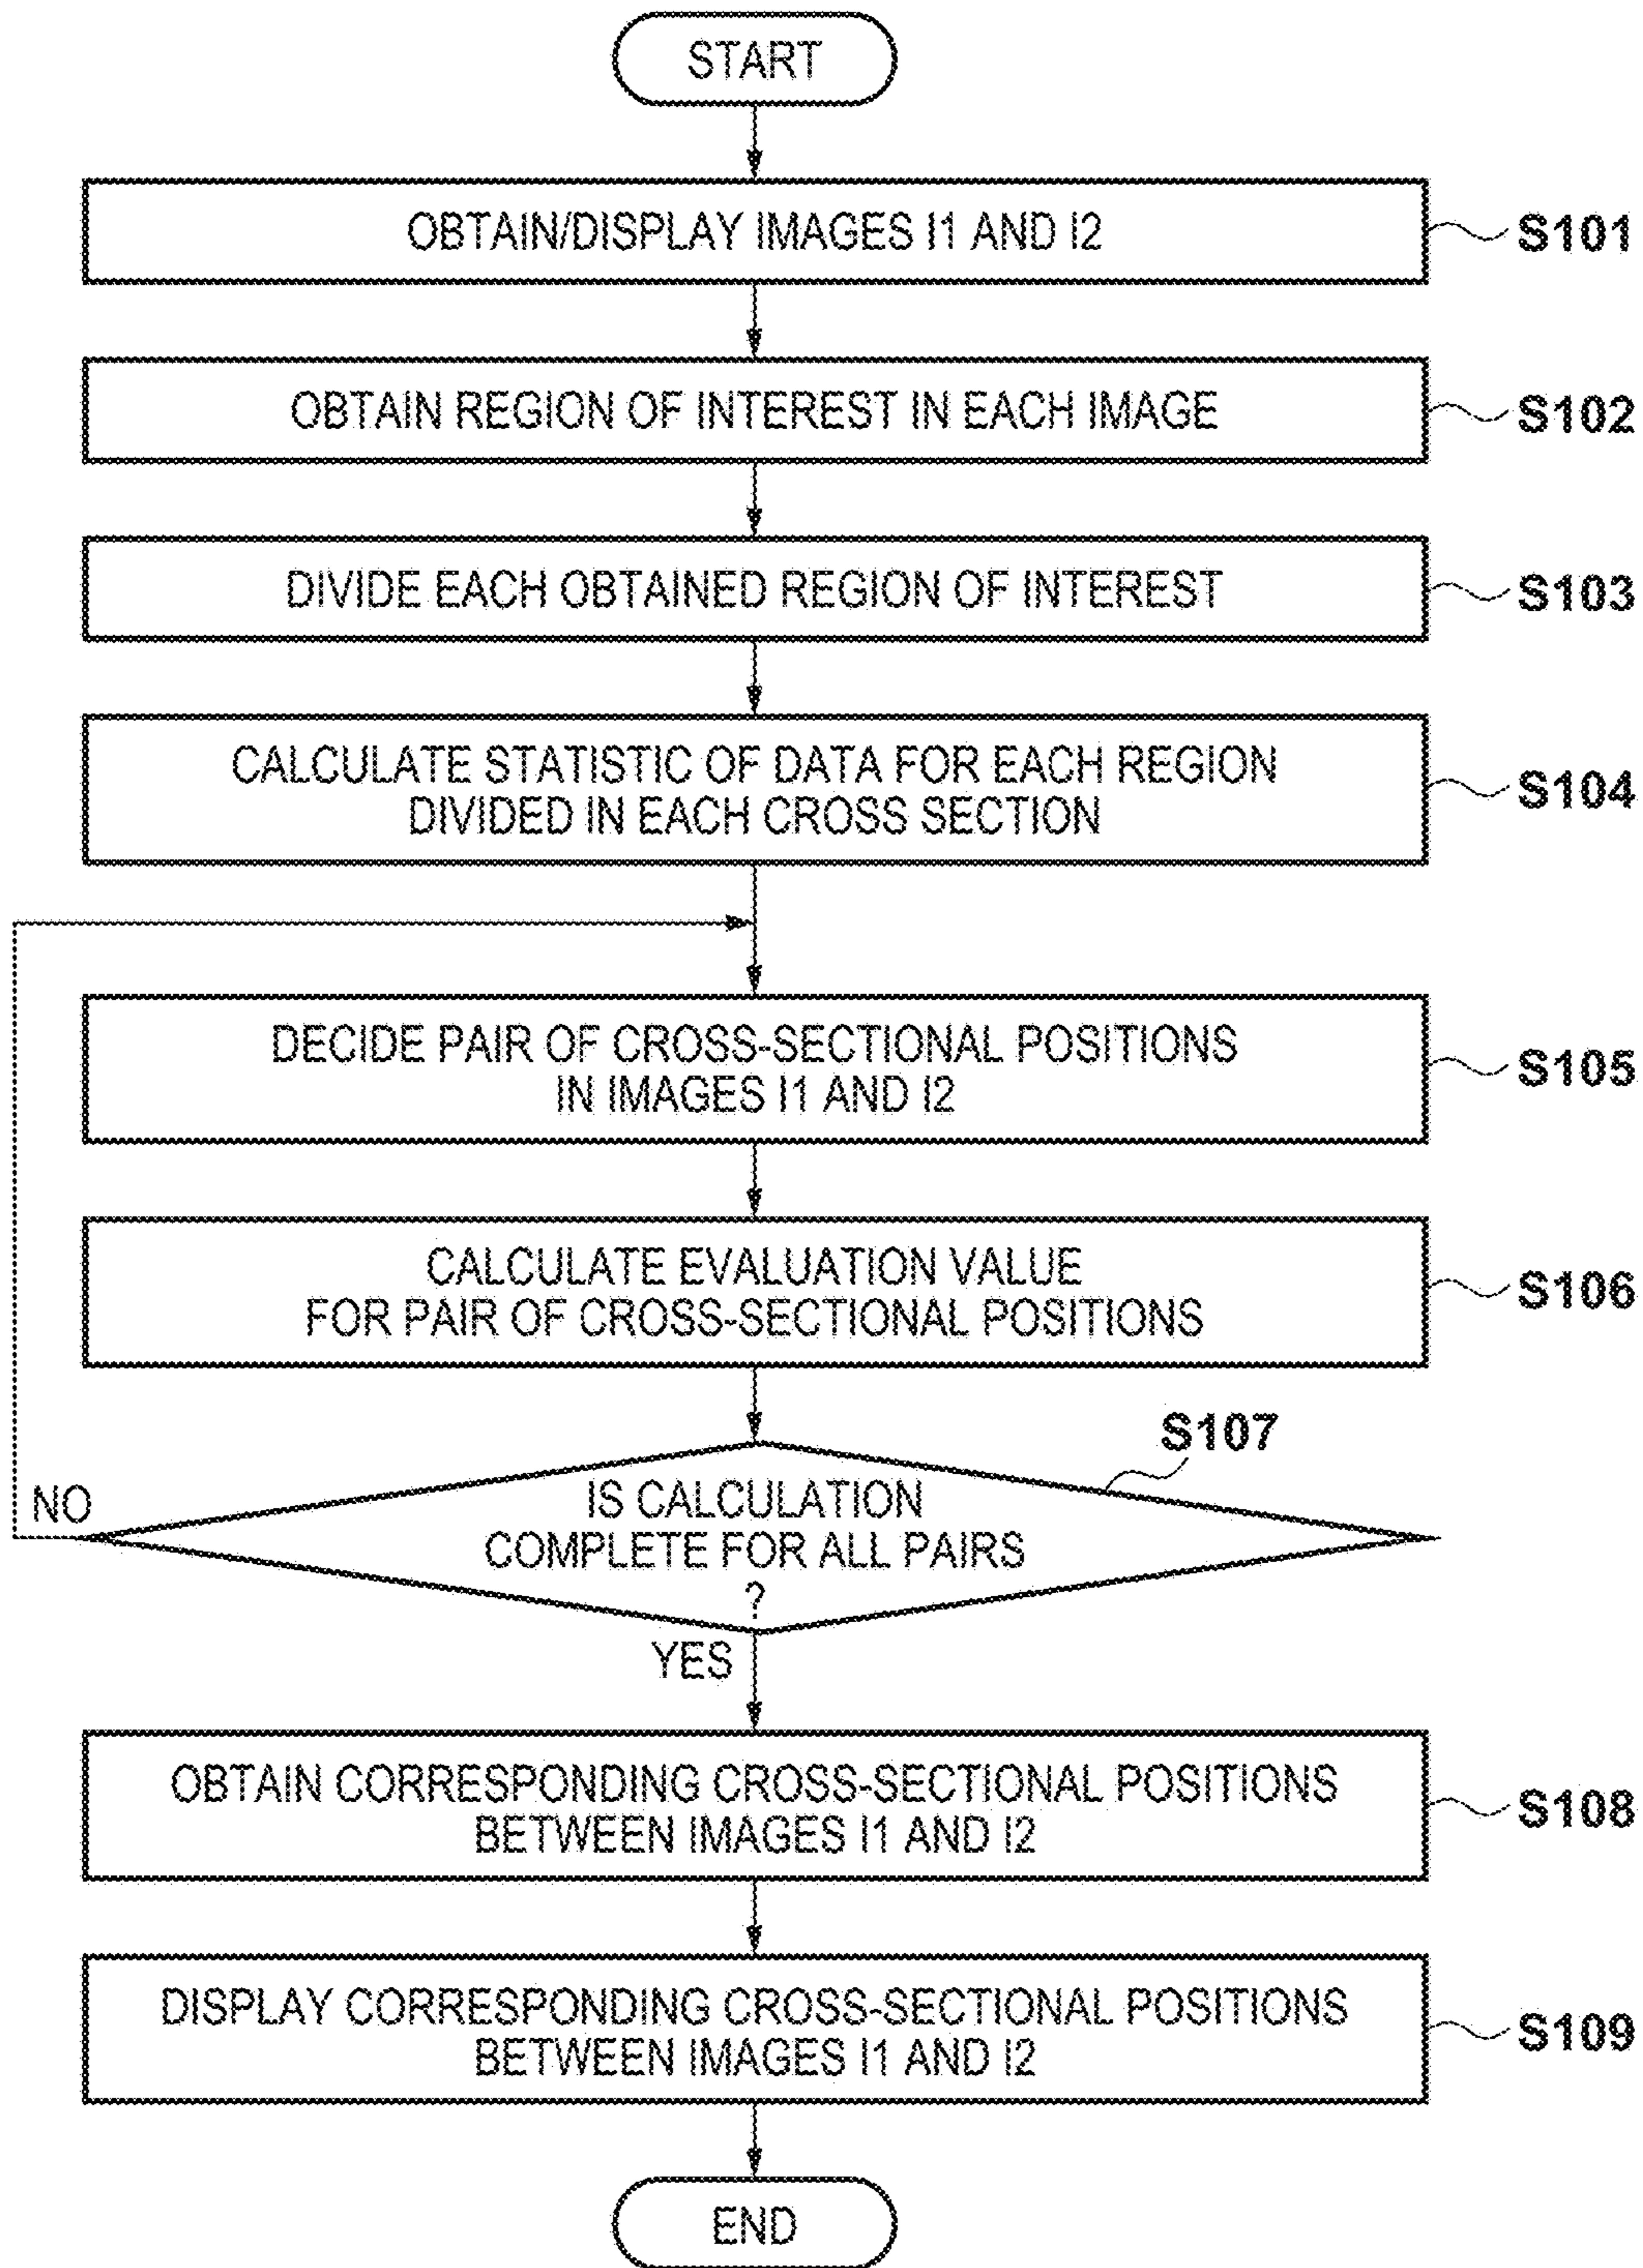 START
OBTAIN/DISPLAY IMAGES I1 AND I2
S101
OBTAIN REGION OF INTEREST IN EACH IMAGE
S102
DIVIDE EACH OBTAINED REGION OF INTEREST
S103
CALCULATE STATISTIC OF DATA FOR EACH REGION
DIVIDED IN EACH CROSS SECTION
S104
DECIDE PAIR OF CROSS-SECTIONAL POSITIONS
IN IMAGES I1 AND I2
S105
CALCULATE EVALUATION VALUE
FOR PAIR OF CROSS-SECTIONAL POSITIONS
S106
S107
IS CALCULATION
COMPLETE FOR ALL PAIRS
?
NO
YES
OBTAIN CORRESPONDING CROSS-SECTIONAL POSITIONS
BETWEEN IMAGES I1 AND I2
S108
DISPLAY CORRESPONDING CROSS-SECTIONAL POSITIONS
BETWEEN IMAGES I1 AND I2
S109
END